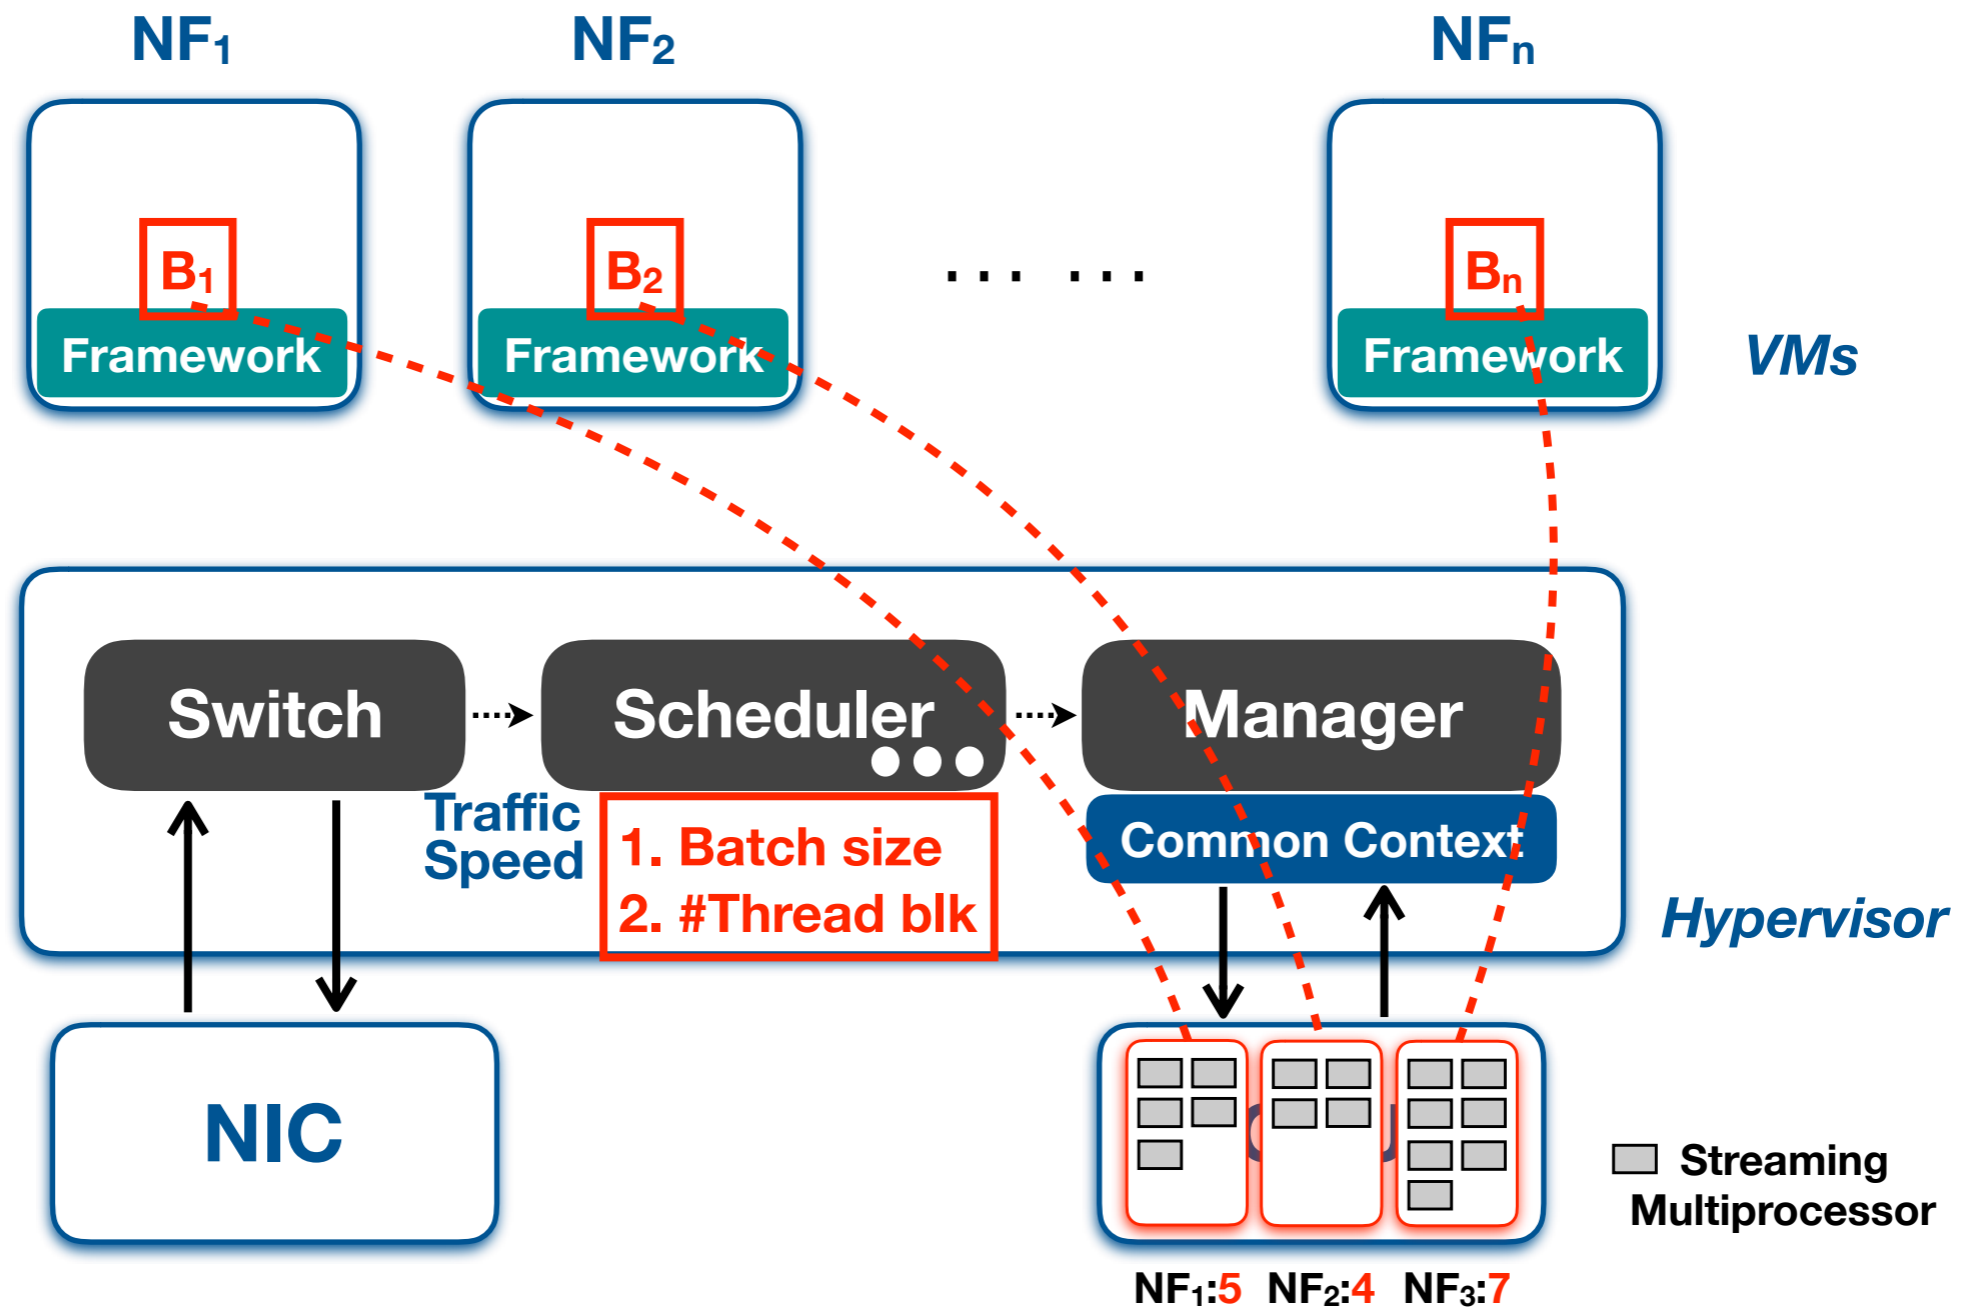 NF1 NF2 NFn
B1 B2 ... ... Bn
Framework Framework Framework VMs
Switch Scheduler Manager
Traffic
Speed
1. Batch size
2. #Thread blk
Common Context
Hypervisor
NIC
Streaming
Multiprocessor
NF1:5 NF2:4 NF3:7